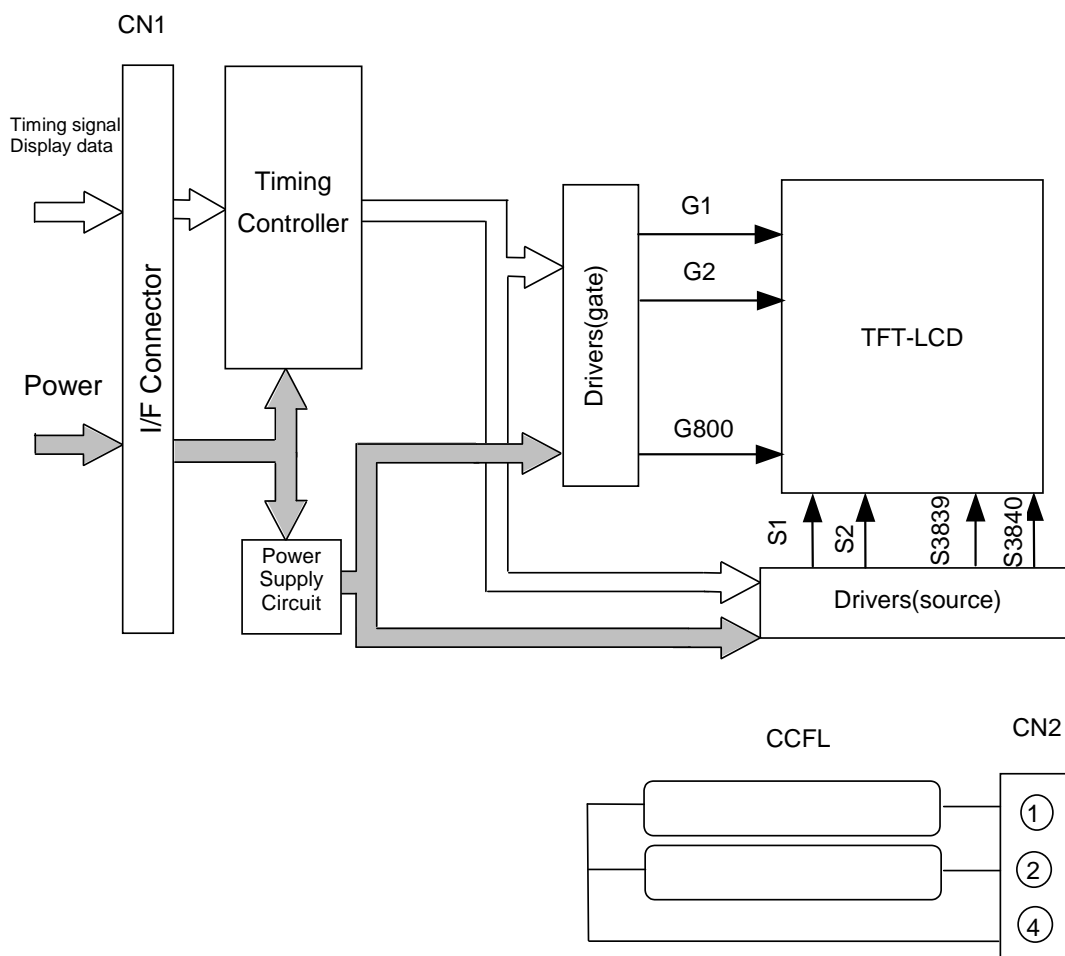 CN1
Timing signal
Display data
Power
I/F Connector
Timing
Controller
Power
Supply
Circuit
Drivers(gate)
G1
G2
G800
TFT-LCD
S1
S2
S3839
S3840
Drivers(source)
CCFL
CN2
1
2
4